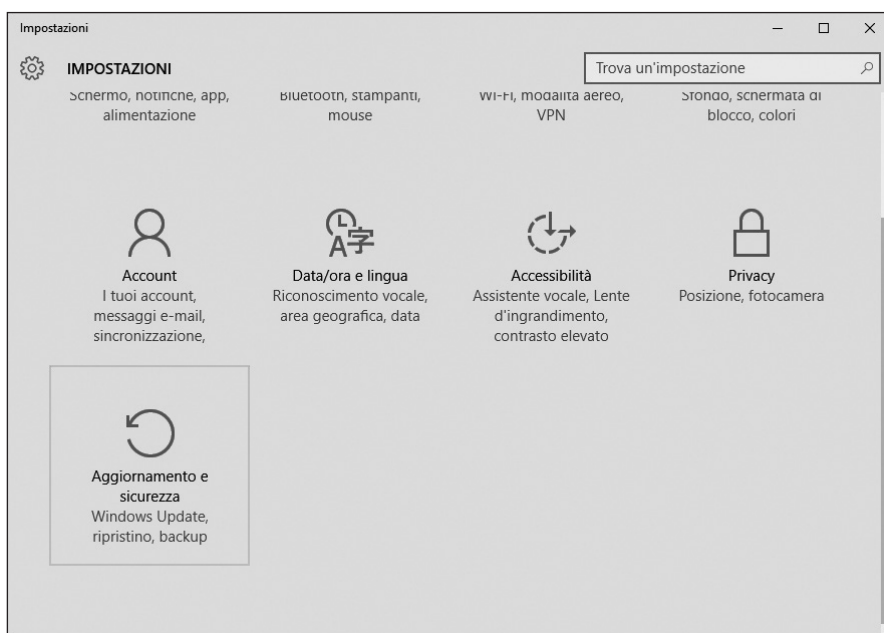 Impostazioni
IMPOSTAZIONI
Trova un'impostazione
Schermo, notifiche, app,
alimentazione
Bluetooth, stampanti,
mouse
Wi-Fi, modalità aereo,
VPN
Sfondo, schermata di
blocco, colori
Account
I tuoi account,
messaggi e-mail,
sincronizzazione,
A字
Data/ora e lingua
Riconoscimento vocale,
area geografica, data
Accessibilità
Assistente vocale, Lente
d'ingrandimento,
contrasto elevato
Privacy
Posizione, fotocamera
Aggiornamento e
sicurezza
Windows Update,
ripristino, backup